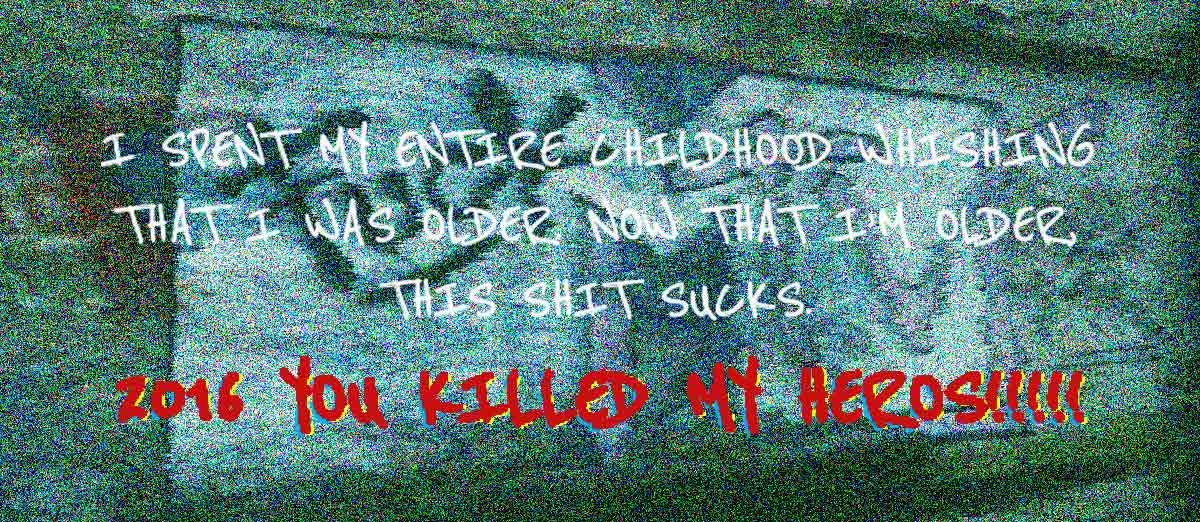 I SPENT MY ENTIRE CHILDHOOD WHISHING
THAT I WAS OLDER NOW THAT I'M OLDER,
THIS SHIT SUCKS.
2016 YOU KILLED MY HEROS!!!!!